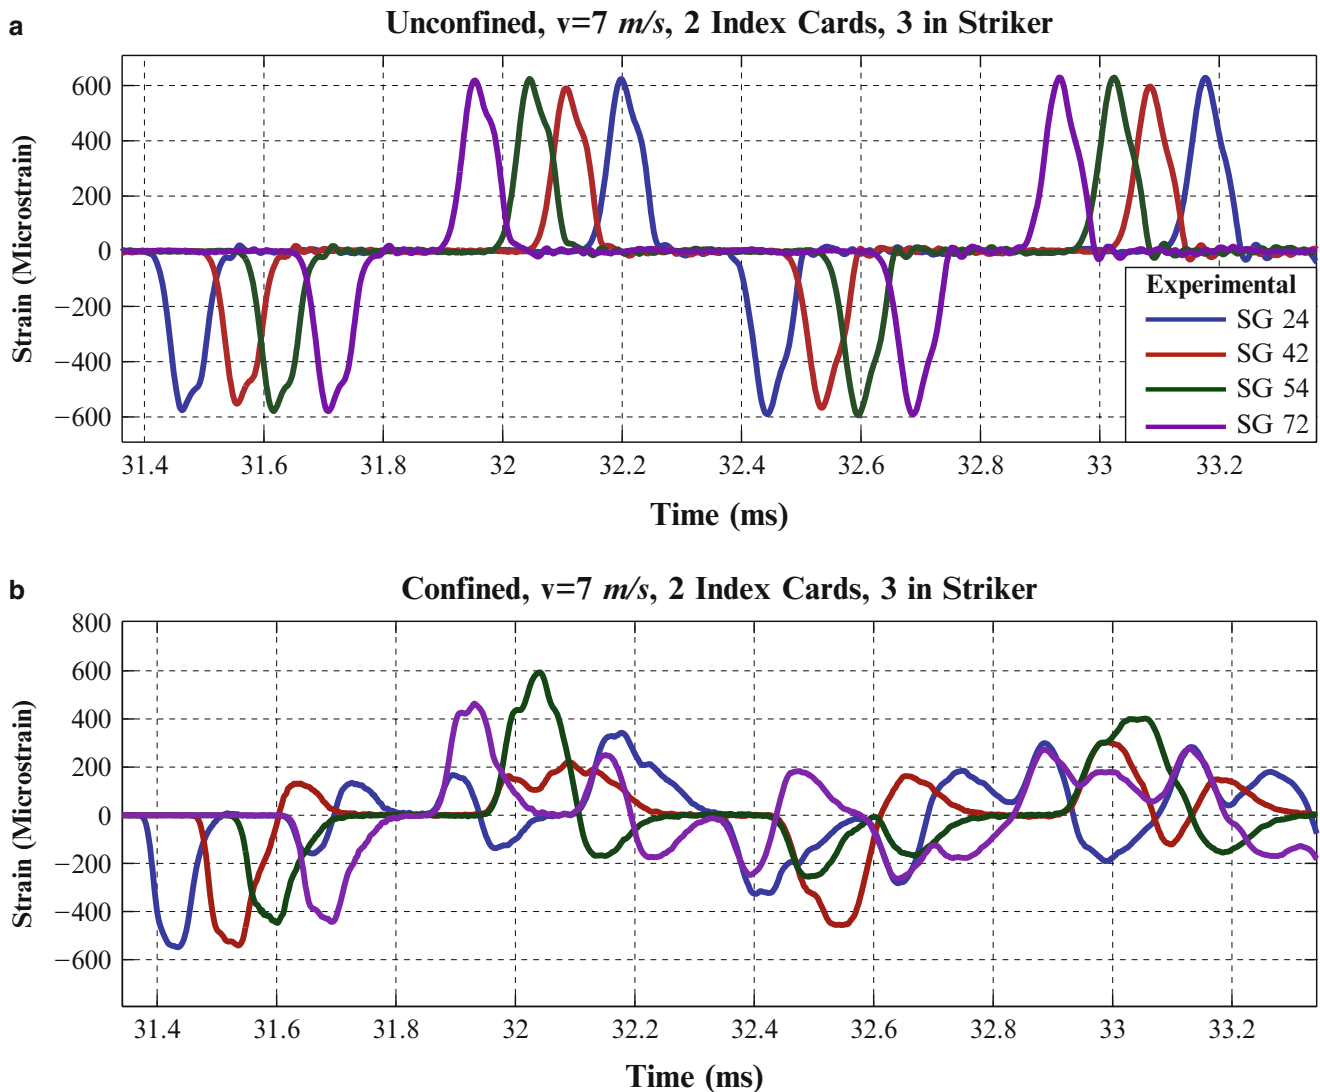 a
Unconfined, v=7 m/s, 2 Index Cards, 3 in Striker
Strain (Microstrain)
600
400
200
0
−200
−400
−600
31.4 31.6 31.8 32 32.2 32.4 32.6 32.8 33 33.2
Time (ms)
Experimental
SG 24
SG 42
SG 54
SG 72
b
Confined, v=7 m/s, 2 Index Cards, 3 in Striker
Strain (Microstrain)
800
600
400
200
0
−200
−400
−600
31.4 31.6 31.8 32 32.2 32.4 32.6 32.8 33 33.2
Time (ms)